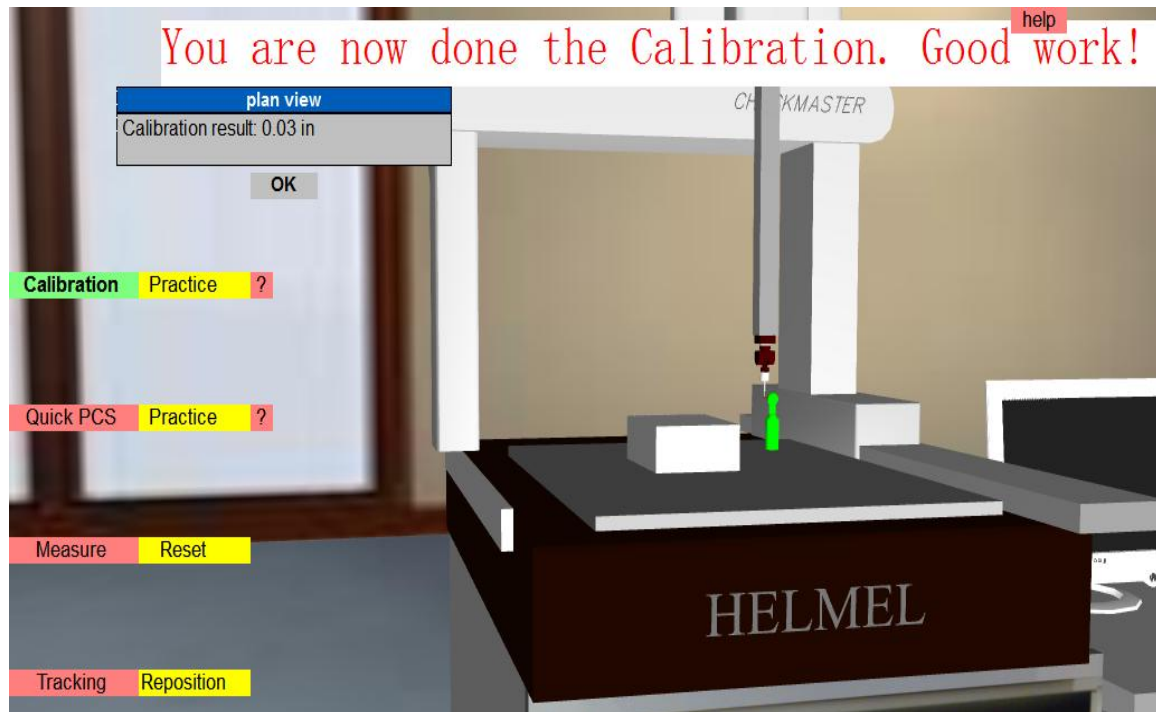 help
You are now done the Calibration. Good work!
plan view
Calibration result: 0.03 in
OK
CHECKMASTER
Calibration Practice ?
Quick PCS Practice ?
Measure Reset
HELMEL
Tracking Reposition